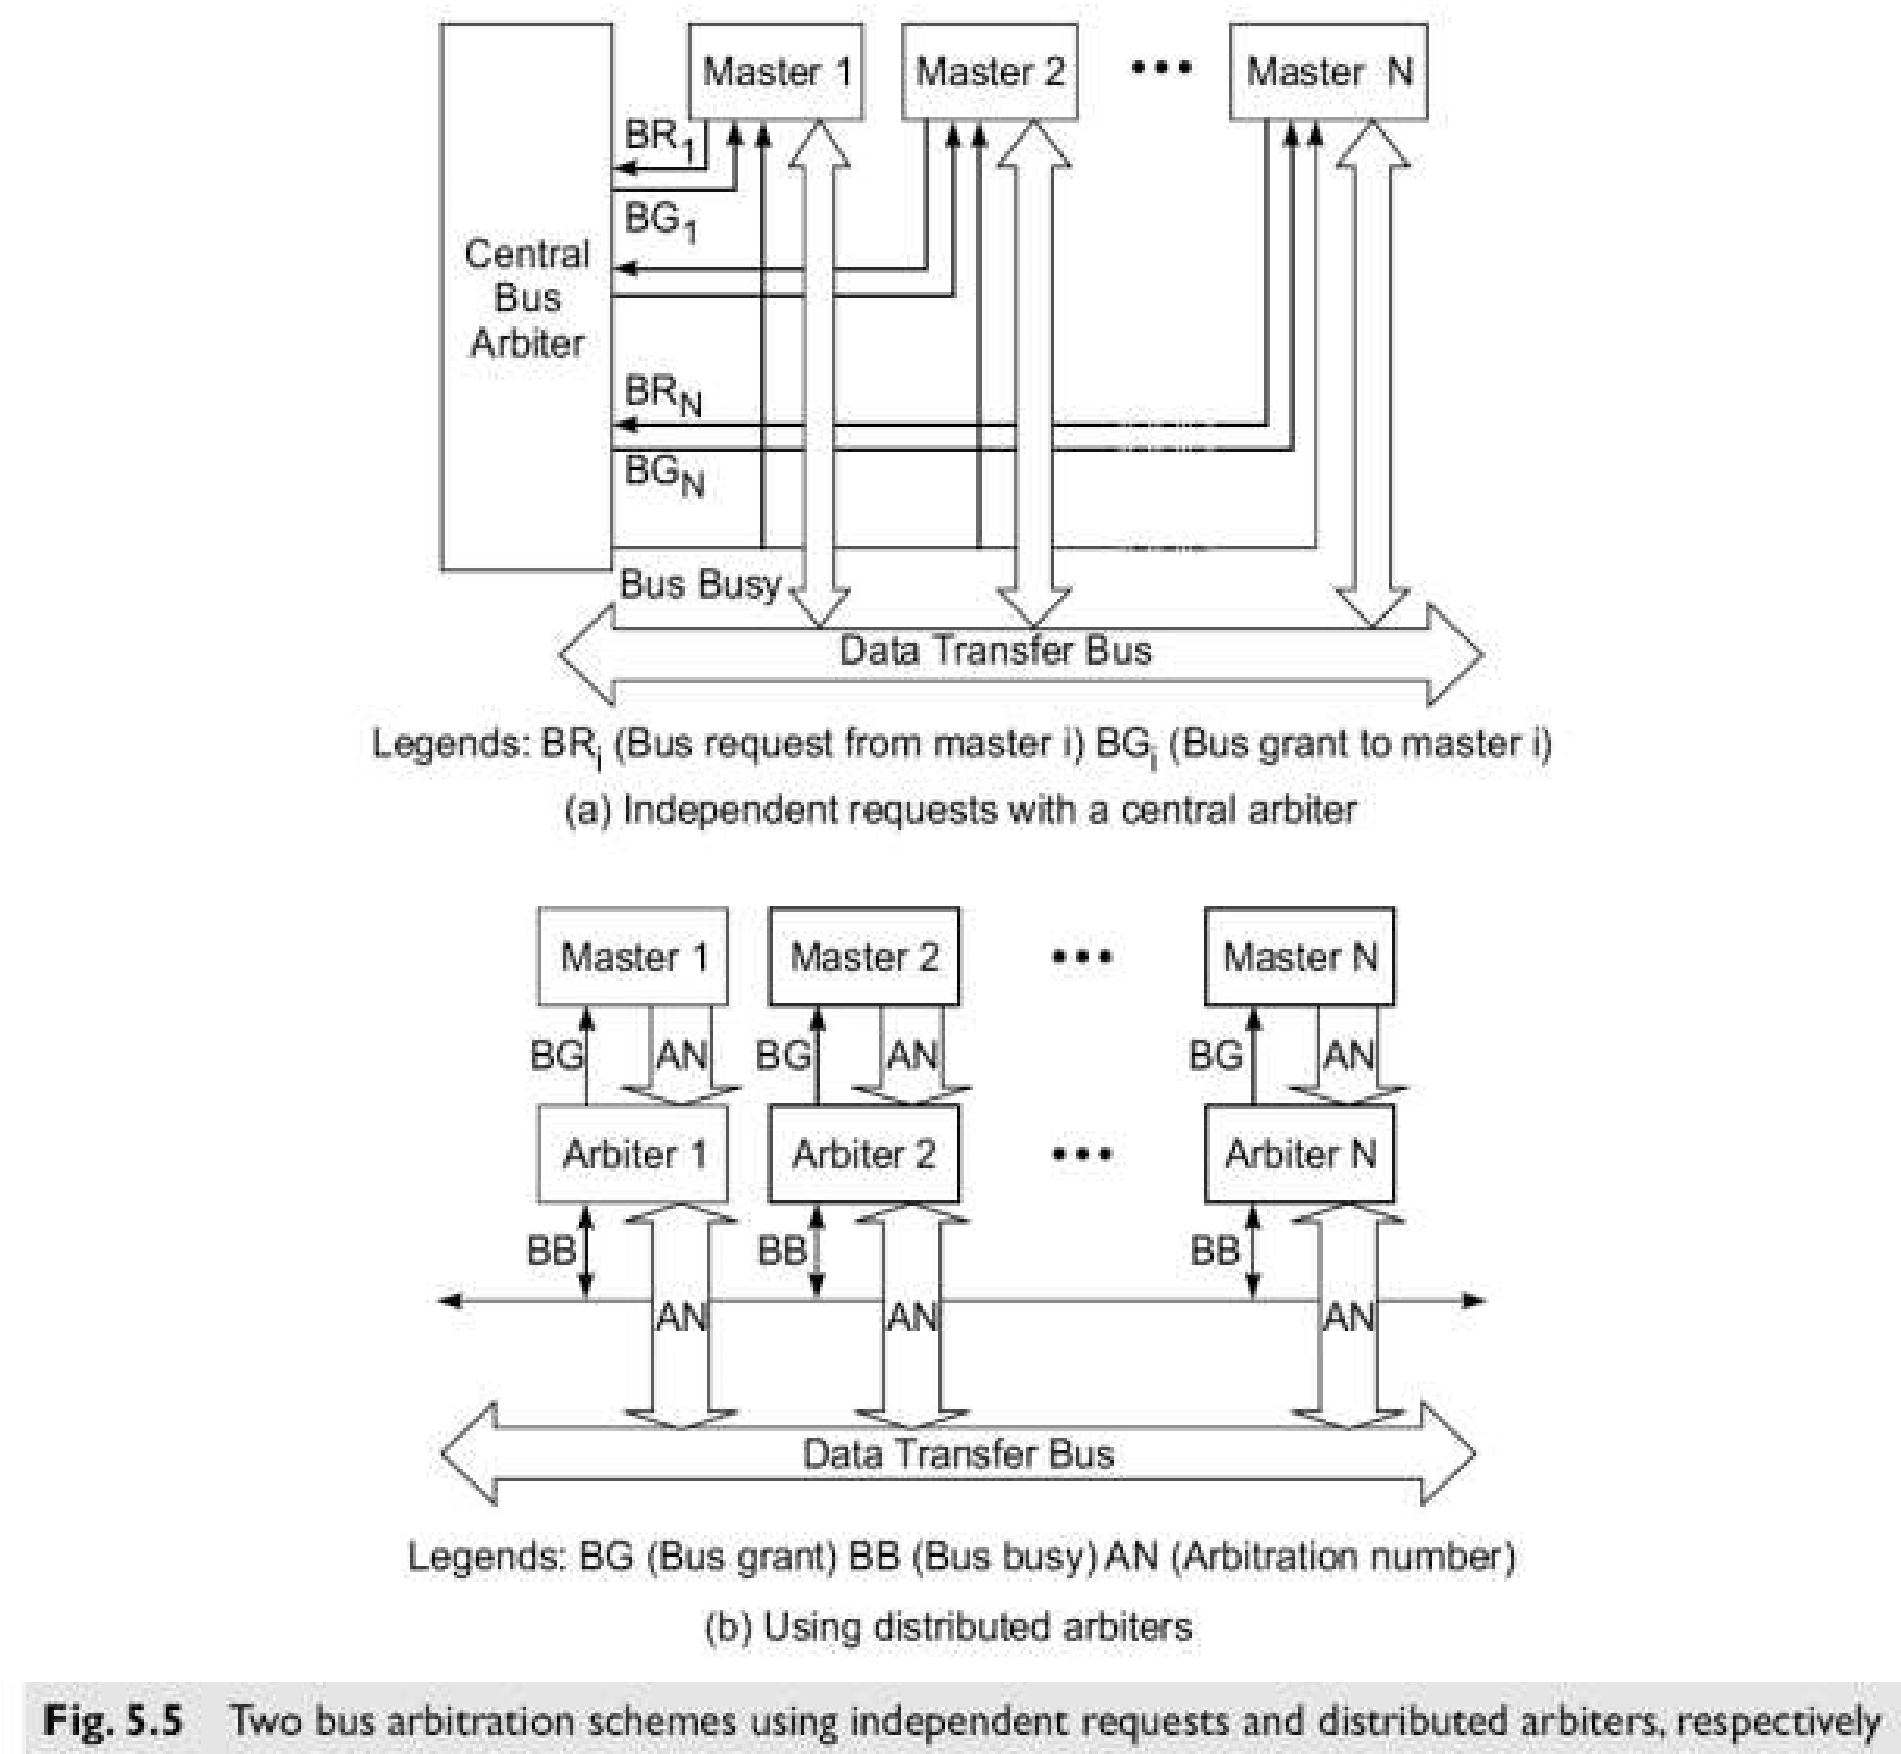 Master 1 Master 2 ••• Master N
BR1
BG1
Central
Bus
Arbiter
BRN
BGN
Bus Busy
Data Transfer Bus
Legends: BRi (Bus request from master i) BGi (Bus grant to master i)
(a) Independent requests with a central arbiter
Master 1 Master 2 ••• Master N
BG AN BG AN BG AN
Arbiter 1 Arbiter 2 ••• Arbiter N
BB BB BB
AN AN AN
Data Transfer Bus
Legends: BG (Bus grant) BB (Bus busy) AN (Arbitration number)
(b) Using distributed arbiters
Fig. 5.5 Two bus arbitration schemes using independent requests and distributed arbiters, respectively